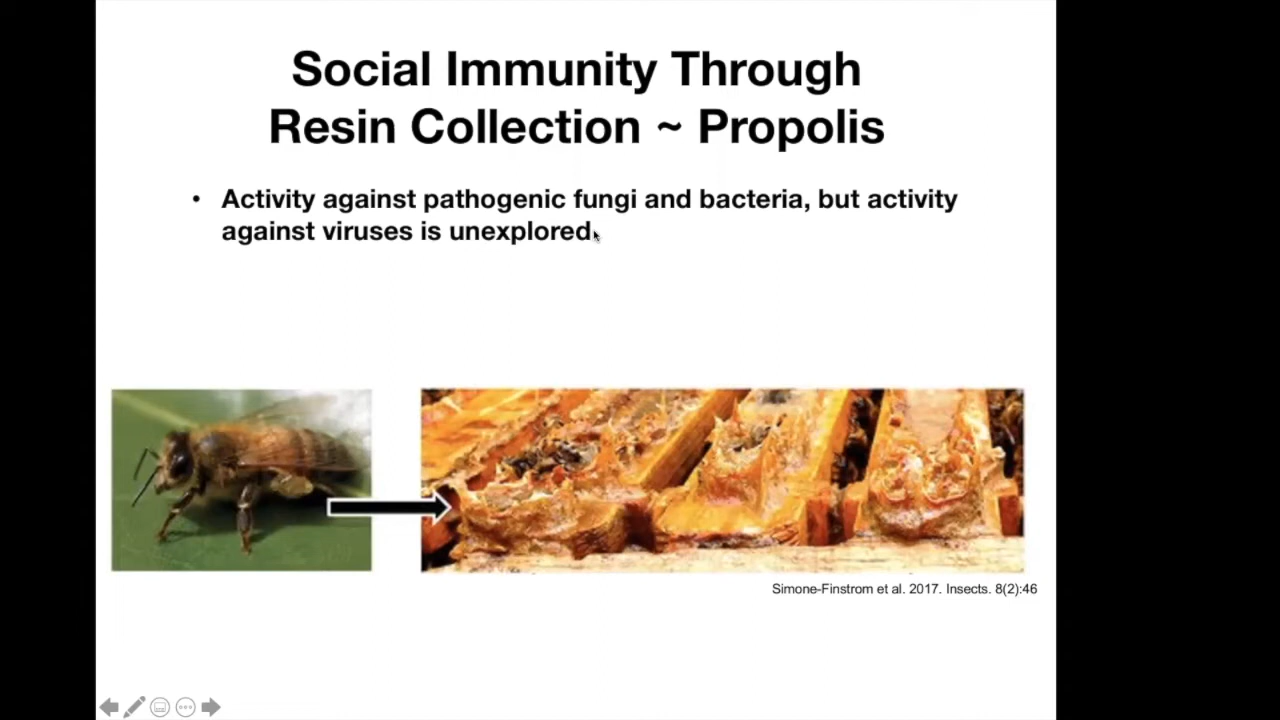 Social Immunity Through
Resin Collection ~ Propolis
• Activity against pathogenic fungi and bacteria, but activity
against viruses is unexplored.
Simone-Finstrom et al. 2017. Insects. 8(2):46